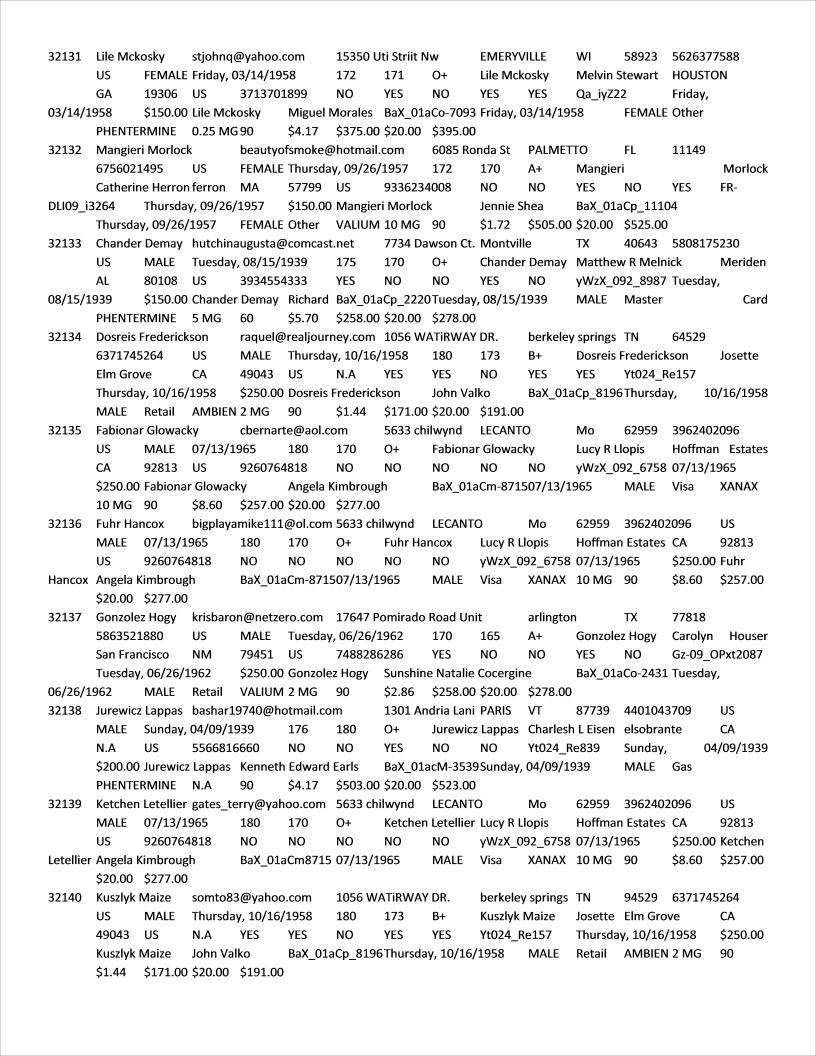 32131 Lile Mckosky stjohnq@yahoo.com 15350 Uti Striit Nw EMERYVILLE WI 58923 5626377588
US FEMALE Friday, 03/14/1958 172 171 O+ Lile Mckosky Melvin Stewart HOUSTON
GA 19306 US 3713701899 NO YES NO YES YES Qa_iyZ22 Friday,
03/14/1958 $150.00 Lile Mckosky Miguel Morales BaX_01aCo-7093 Friday, 03/14/1958 FEMALE Other
PHENTERMINE 0.25 MG 90 $4.17 $375.00 $20.00 $395.00
32132 Mangieri Morlock beautyofsmoke@hotmail.com 6085 Ronda St PALMETTO FL 11149
6756021495 US FEMALE Thursday, 09/26/1957 172 170 A+ Mangieri Morlock
Catherine Herron ferron MA 57799 US 9336234008 NO NO YES NO YES FR-
DLI09_i3264 Thursday, 09/26/1957 $150.00 Mangieri Morlock Jennie Shea BaX_01aCp_11104
Thursday, 09/26/1957 FEMALE Other VALIUM 10 MG 90 $1.72 $505.00 $20.00 $525.00
32133 Chander Demay hutchinaugusta@comcast.net 7734 Dawson Ct. Montville TX 40643 5808175230
US MALE Tuesday, 08/15/1939 175 170 O+ Chander Demay Matthew R Melnick Meriden
AL 80108 US 3934554333 YES NO NO YES NO yWzX_092_8987 Tuesday,
08/15/1939 $150.00 Chander Demay Richard BaX_01aCp_2220 Tuesday, 08/15/1939 MALE Master Card
PHENTERMINE 5 MG 60 $5.70 $258.00 $20.00 $278.00
32134 Dosreis Frederickson raquel@realjourney.com 1056 WATiRWAY DR. berkeley springs TN 64529
6371745264 US MALE Thursday, 10/16/1958 180 173 B+ Dosreis Frederickson Josette
Elm Grove CA 49043 US N.A YES YES NO YES YES Yt024_Re157
Thursday, 10/16/1958 $250.00 Dosreis Frederickson John Valko BaX_01aCp_8196 Thursday, 10/16/1958
MALE Retail AMBIEN 2 MG 90 $1.44 $171.00 $20.00 $191.00
32135 Fabionar Glowacky cbernarte@aol.com 5633 chilwynd LECANTO Mo 62959 3962402096
US MALE 07/13/1965 180 170 O+ Fabionar Glowacky Lucy R Llopis Hoffman Estates
CA 92813 US 9260764818 NO NO NO NO NO yWzX_092_6758 07/13/1965
$250.00 Fabionar Glowacky Angela Kimbrough BaX_01aCm-8715 07/13/1965 MALE Visa XANAX
10 MG 90 $8.60 $257.00 $20.00 $277.00
32136 Fuhr Hancox bigplayamike111@ol.com 5633 chilwynd LECANTO Mo 62959 3962402096 US
MALE 07/13/1965 180 170 O+ Fuhr Hancox Lucy R Llopis Hoffman Estates CA 92813
US 9260764818 NO NO NO NO NO yWzX_092_6758 07/13/1965 $250.00 Fuhr
Hancox Angela Kimbrough BaX_01aCm-8715 07/13/1965 MALE Visa XANAX 10 MG 90 $8.60 $257.00
$20.00 $277.00
32137 Gonzolez Hogy krisbaron@netzero.com 17647 Pomirado Road Unit arlington TX 77818
5863521880 US MALE Tuesday, 06/26/1962 170 165 A+ Gonzolez Hogy Carolyn Houser
San Francisco NM 79451 US 7488286286 YES NO NO YES NO Gz-09_OPxt2087
Tuesday, 06/26/1962 $250.00 Gonzolez Hogy Sunshine Natalie Cocergine BaX_01aCo-2431 Tuesday,
06/26/1962 MALE Retail VALIUM 2 MG 90 $2.86 $258.00 $20.00 $278.00
32138 Jurewicz Lappas bashar19740@hotmail.com 1301 Andria Lani PARIS VT 87739 4401043709 US
MALE Sunday, 04/09/1939 176 180 O+ Jurewicz Lappas Charlesh L Eisen elsobrante CA
N.A US 5566816660 NO NO YES NO NO Yt024_Re839 Sunday, 04/09/1939
$200.00 Jurewicz Lappas Kenneth Edward Earls BaX_01acM-3539 Sunday, 04/09/1939 MALE Gas
PHENTERMINE N.A 90 $4.17 $503.00 $20.00 $523.00
32139 Ketchen Letellier gates_terry@yahoo.com 5633 chilwynd LECANTO Mo 62959 3962402096 US
MALE 07/13/1965 180 170 O+ Ketchen Letellier Lucy R Llopis Hoffman Estates CA 92813
US 9260764818 NO NO NO NO NO yWzX_092_6758 07/13/1965 $250.00 Ketchen
Letellier Angela Kimbrough BaX_01aCm8715 07/13/1965 MALE Visa XANAX 10 MG 90 $8.60 $257.00
$20.00 $277.00
32140 Kuszlyk Maize somto83@yahoo.com 1056 WATiRWAY DR. berkeley springs TN 94529 6371745264
US MALE Thursday, 10/16/1958 180 173 B+ Kuszlyk Maize Josette Elm Grove CA
49043 US N.A YES YES NO YES YES Yt024_Re157 Thursday, 10/16/1958 $250.00
Kuszlyk Maize John Valko BaX_01aCp_8196 Thursday, 10/16/1958 MALE Retail AMBIEN 2 MG 90
$1.44 $171.00 $20.00 $191.00